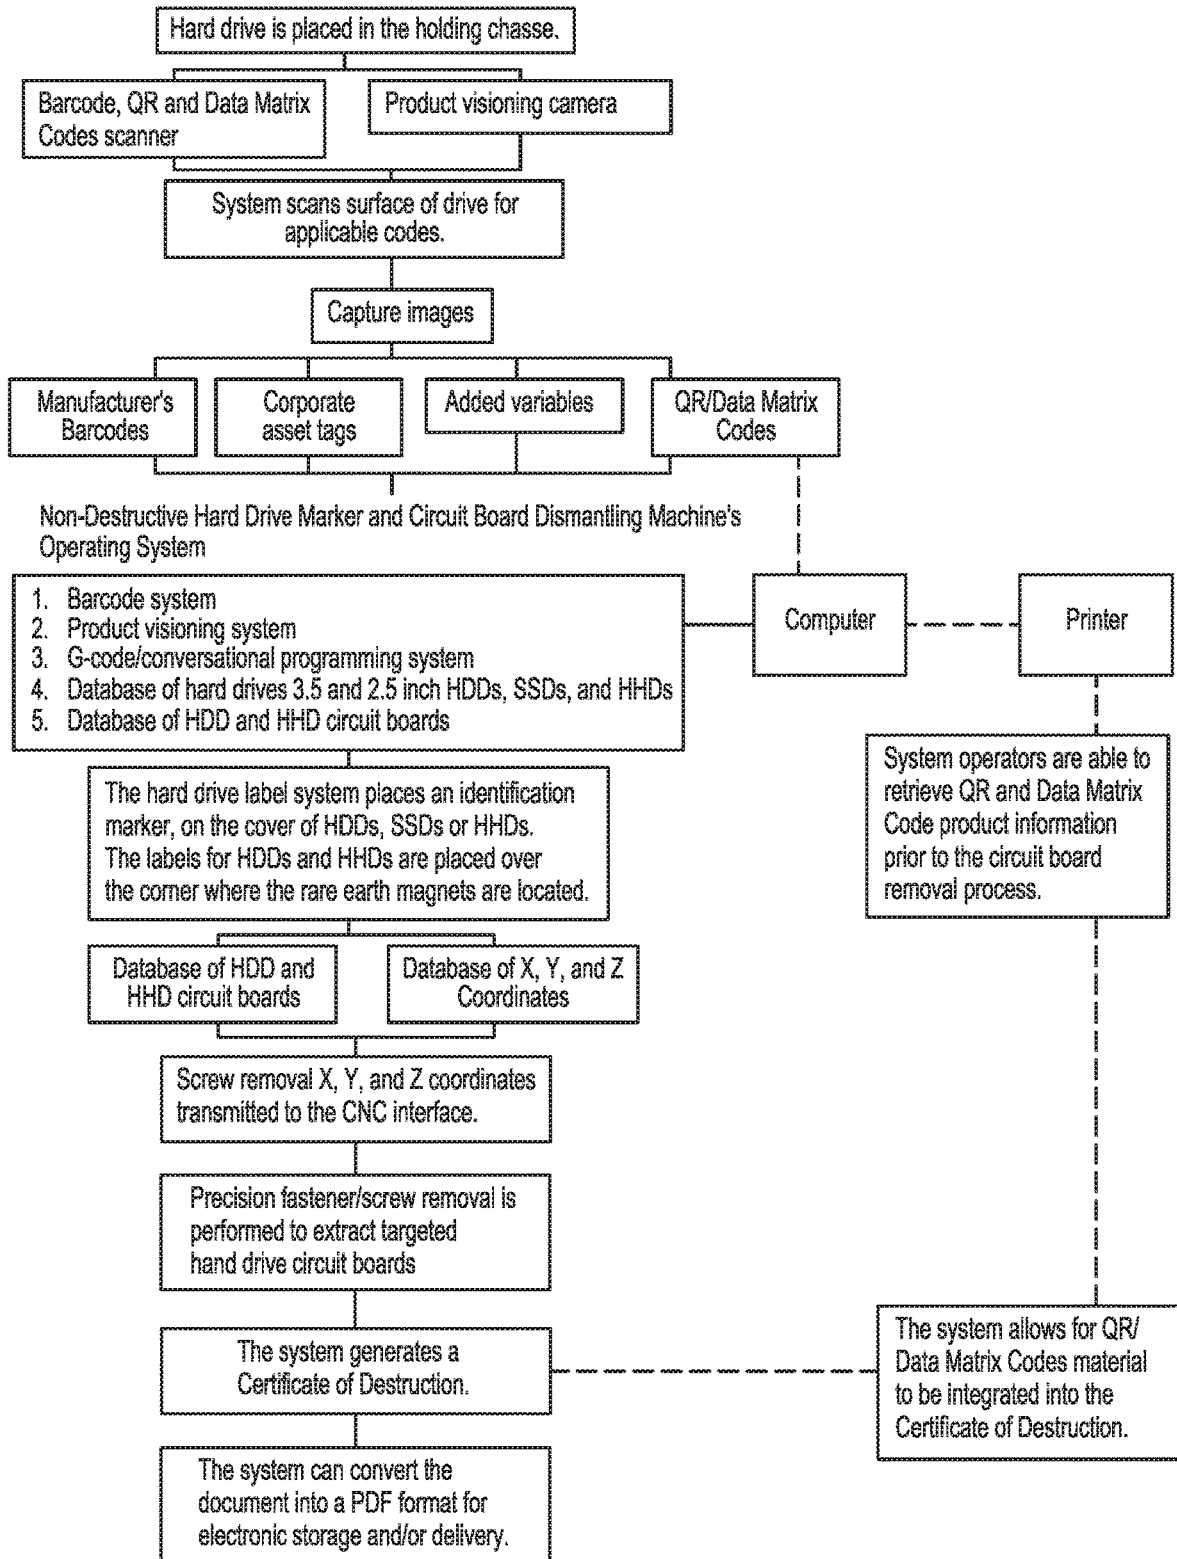 Hard drive is placed in the holding chasse.
Barcode, QR and Data Matrix
Codes scanner
Product visioning camera
System scans surface of drive for
applicable codes.
Capture images
Manufacturer's
Barcodes
Corporate
asset tags
Added variables
QR/Data Matrix
Codes
Non-Destructive Hard Drive Marker and Circuit Board Dismantling Machine's
Operating System
1. Barcode system
2. Product visioning system
3. G-code/conversational programming system
4. Database of hard drives 3.5 and 2.5 inch HDDs, SSDs, and HHDs
5. Database of HDD and HHD circuit boards
Computer
Printer
The hard drive label system places an identification
marker, on the cover of HDDs, SSDs or HHDs.
The labels for HDDs and HHDs are placed over
the corner where the rare earth magnets are located.
System operators are able to
retrieve QR and Data Matrix
Code product information
prior to the circuit board
removal process.
Database of HDD and
HHD circuit boards
Database of X, Y, and Z
Coordinates
Screw removal X, Y, and Z coordinates
transmitted to the CNC interface.
Precision fastener/screw removal is
performed to extract targeted
hand drive circuit boards
The system generates a
Certificate of Destruction.
The system allows for QR/
Data Matrix Codes material
to be integrated into the
Certificate of Destruction.
The system can convert the
document into a PDF format for
electronic storage and/or delivery.